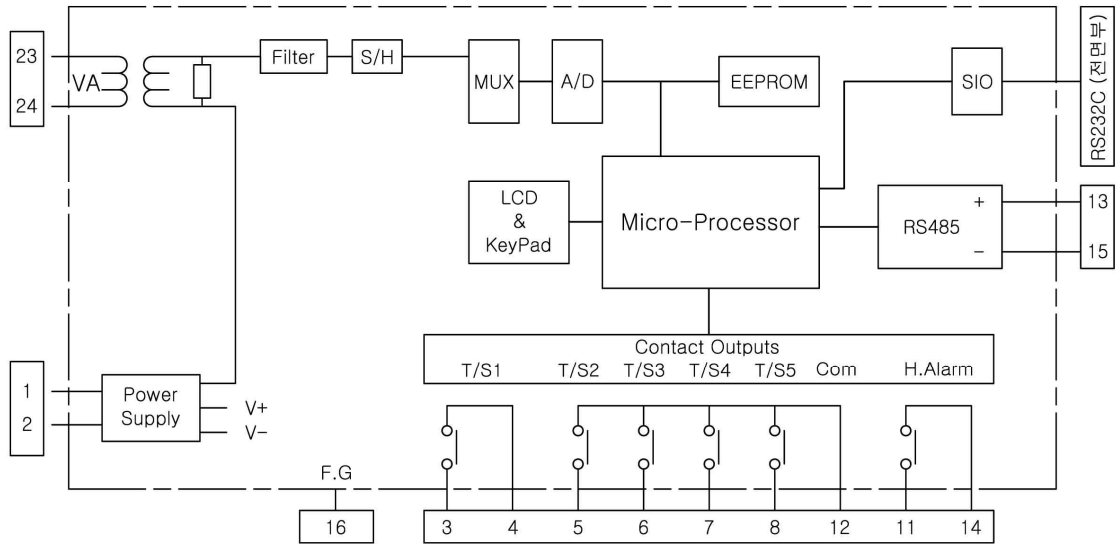 23
24
VA
Filter
S/H
MUX
A/D
EEPROM
SIO
RS232C (전면부)
LCD
&
KeyPad
Micro-Processor
RS485
+
-
13
15
Contact Outputs
T/S1 T/S2 T/S3 T/S4 T/S5 Com H.Alarm
1
2
Power
Supply
V+
V-
F.G
16
3 4 5 6 7 8 12 11 14